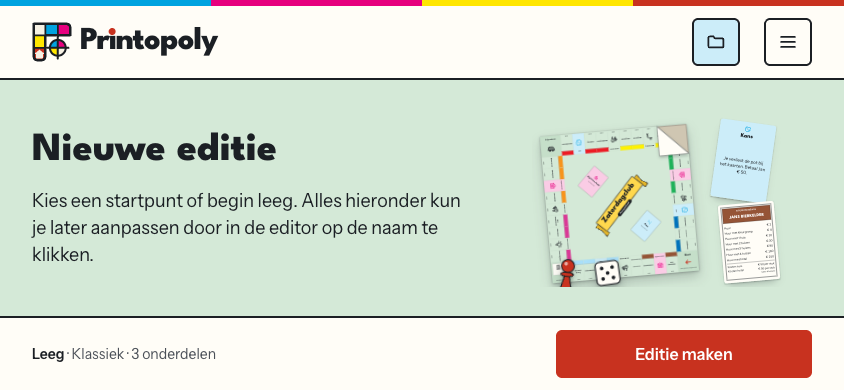 Printopoly
Nieuwe editie
Kies een startpunt of begin leeg. Alles hieronder kun
je later aanpassen door in de editor op de naam te
klikken.
Zaterdagclub
Kans
Leeg · Klassiek · 3 onderdelen
Editie maken